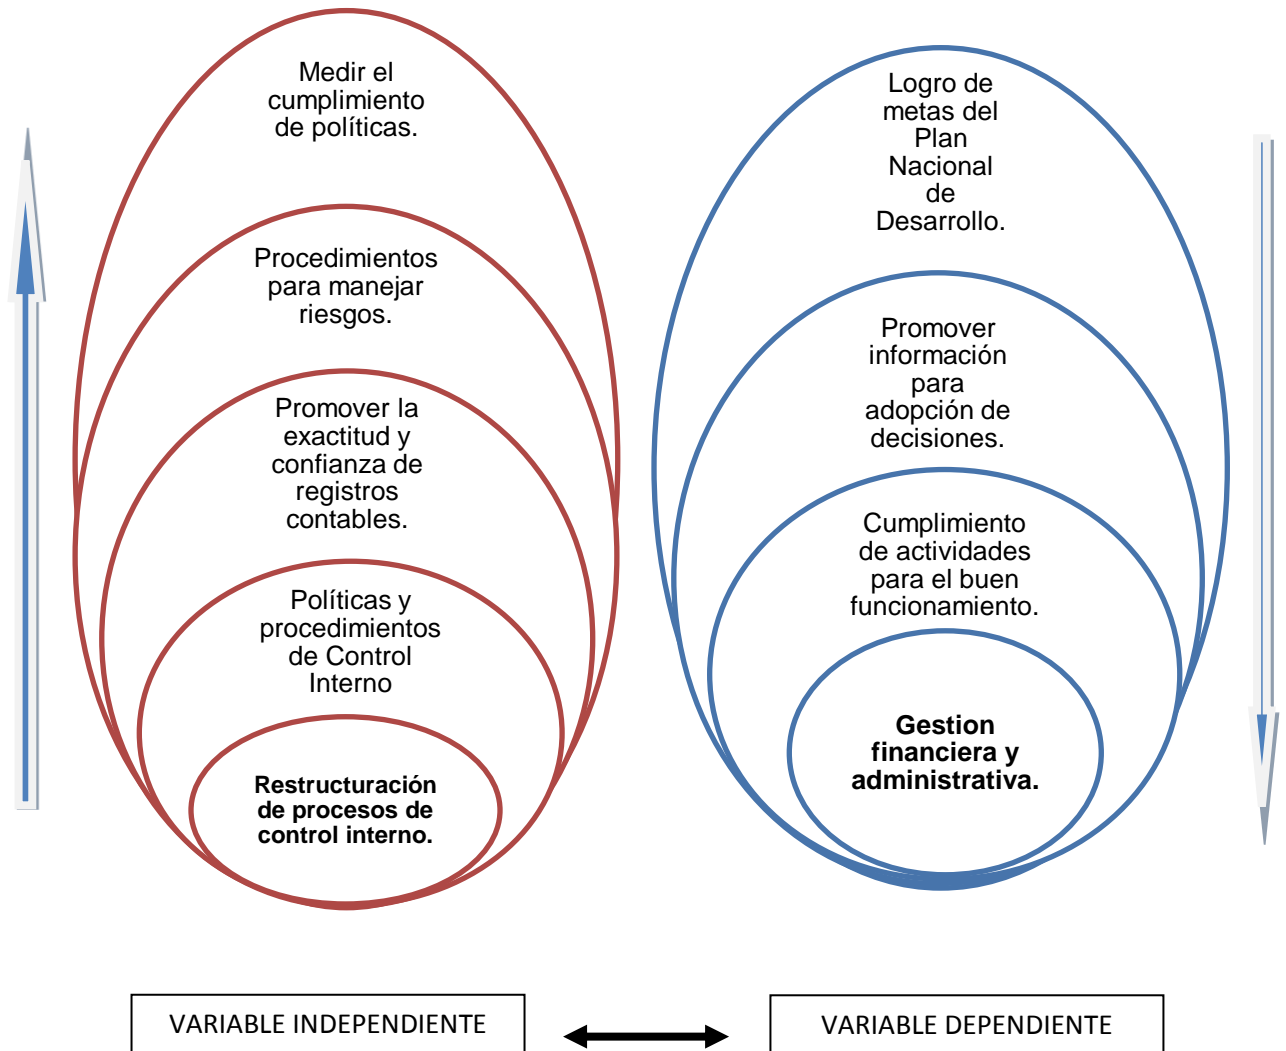 Medir el
cumplimiento
de políticas.
Procedimientos
para manejar
riesgos.
Promover la
exactitud y
confianza de
registros
contables.
Políticas y
procedimientos
de Control
Interno
Restructuración
de procesos de
control interno.
Logro de
metas del
Plan
Nacional
de
Desarrollo.
Promover
información
para
adopción de
decisiones.
Cumplimiento
de actividades
para el buen
funcionamiento.
Gestion
financiera y
administrativa.
VARIABLE INDEPENDIENTE
VARIABLE DEPENDIENTE